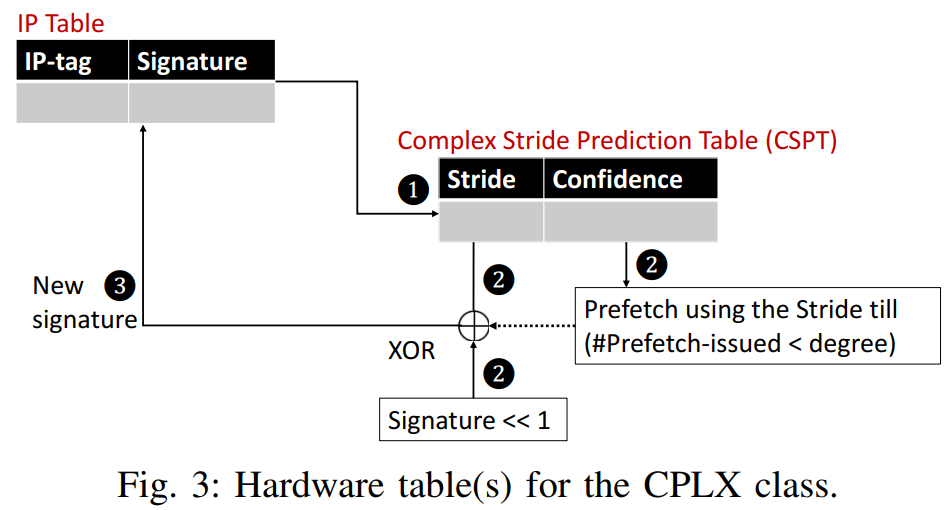 IP Table
IP-tag Signature
Complex Stride Prediction Table (CSPT)
Stride Confidence
1
2
2
New
signature
3
Prefetch using the Stride till
(#Prefetch-issued < degree)
XOR
2
Signature << 1
Fig. 3: Hardware table(s) for the CPLX class.